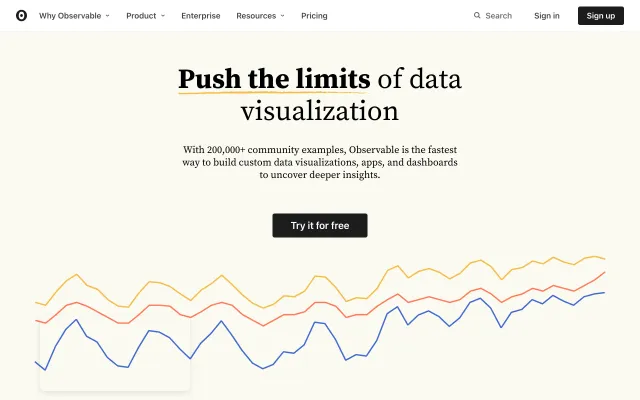 Why Observable Product Enterprise Resources Pricing Search Sign in Sign up
Push the limits of data
visualization
With 200,000+ community examples, Observable is the fastest
way to build custom data visualizations, apps, and dashboards
to uncover deeper insights.
Try it for free